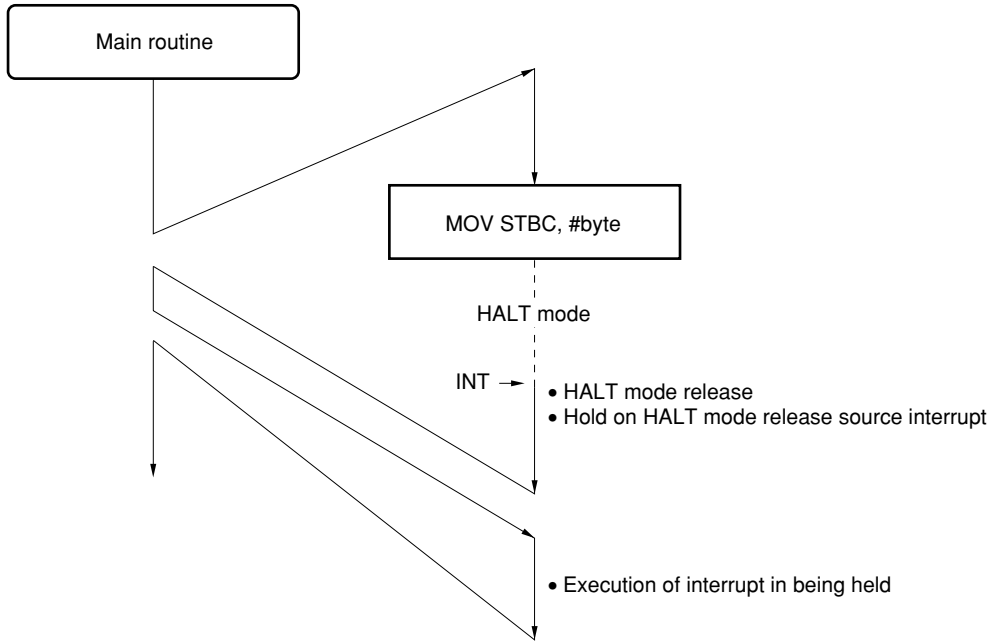 Main routine
MOV STBC, #byte
HALT mode
INT
• HALT mode release
• Hold on HALT mode release source interrupt
• Execution of interrupt in being held